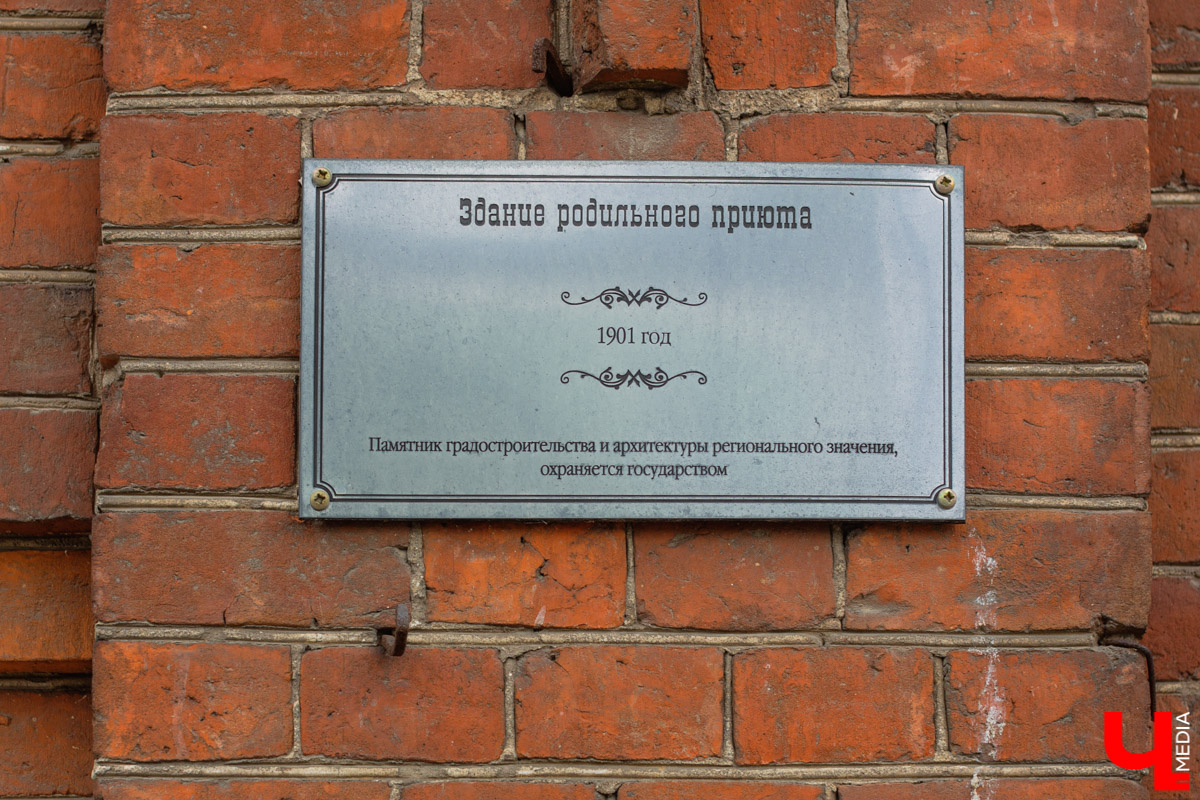 Здание родильного приюта
1901 год
Памятник градостроительства и архитектуры регионального значения,
охраняется государством
Ч MEDIA